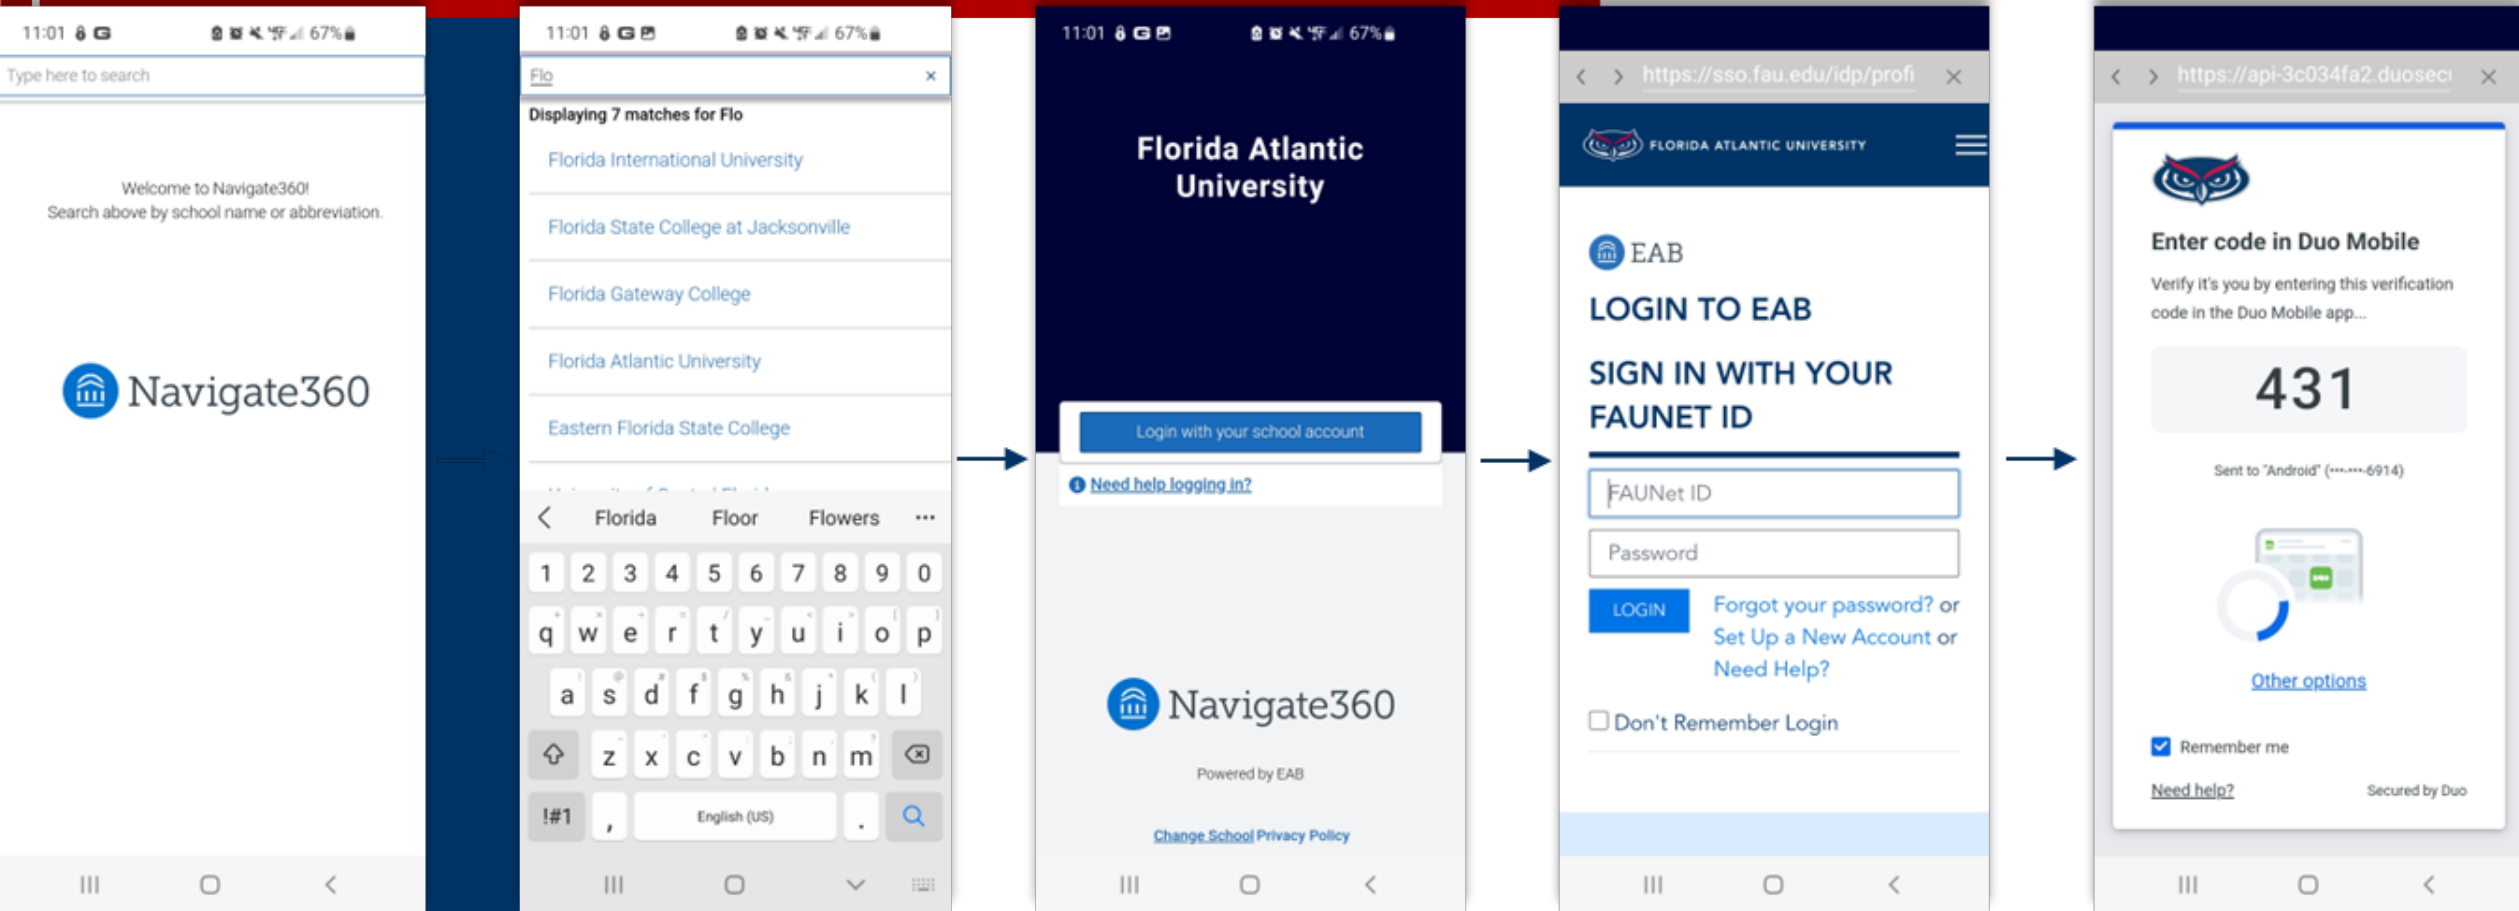 11:01
67%
Type here to search
Welcome to Navigate360!
Search above by school name or abbreviation.
Navigate360
11:01
67%
Flo
Displaying 7 matches for Flo
Florida International University
Florida State College at Jacksonville
Florida Gateway College
Florida Atlantic University
Eastern Florida State College
Florida Floor Flowers
1 2 3 4 5 6 7 8 9 0
q w e r t y u i o p
a s d f g h j k l
z x c v b n m
!#1 , English (US) .
11:01
67%
Florida Atlantic
University
Login with your school account
Need help logging in?
Navigate360
Powered by EAB
Change School Privacy Policy
https://sso.fau.edu/idp/profi
FLORIDA ATLANTIC UNIVERSITY
EAB
LOGIN TO EAB
SIGN IN WITH YOUR
FAUNET ID
FAUNet ID
Password
LOGIN
Forgot your password? or
Set Up a New Account or
Need Help?
Don't Remember Login
https://api-3c034fa2.duosec
Enter code in Duo Mobile
Verify it's you by entering this verification
code in the Duo Mobile app...
431
Sent to "Android" (•••-•••-6914)
Other options
Remember me
Need help?
Secured by Duo